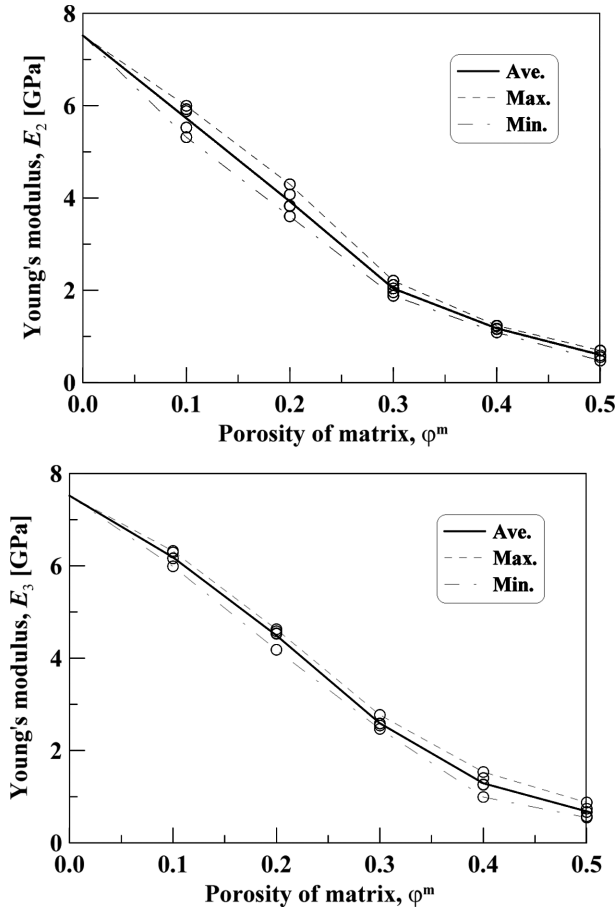 8
6
4
2
0
Young's modulus, E2 [GPa]
Ave.
Max.
Min.
0.0 0.1 0.2 0.3 0.4 0.5
Porosity of matrix, φm
8
6
4
2
0
Young's modulus, E3 [GPa]
Ave.
Max.
Min.
0.0 0.1 0.2 0.3 0.4 0.5
Porosity of matrix, φm